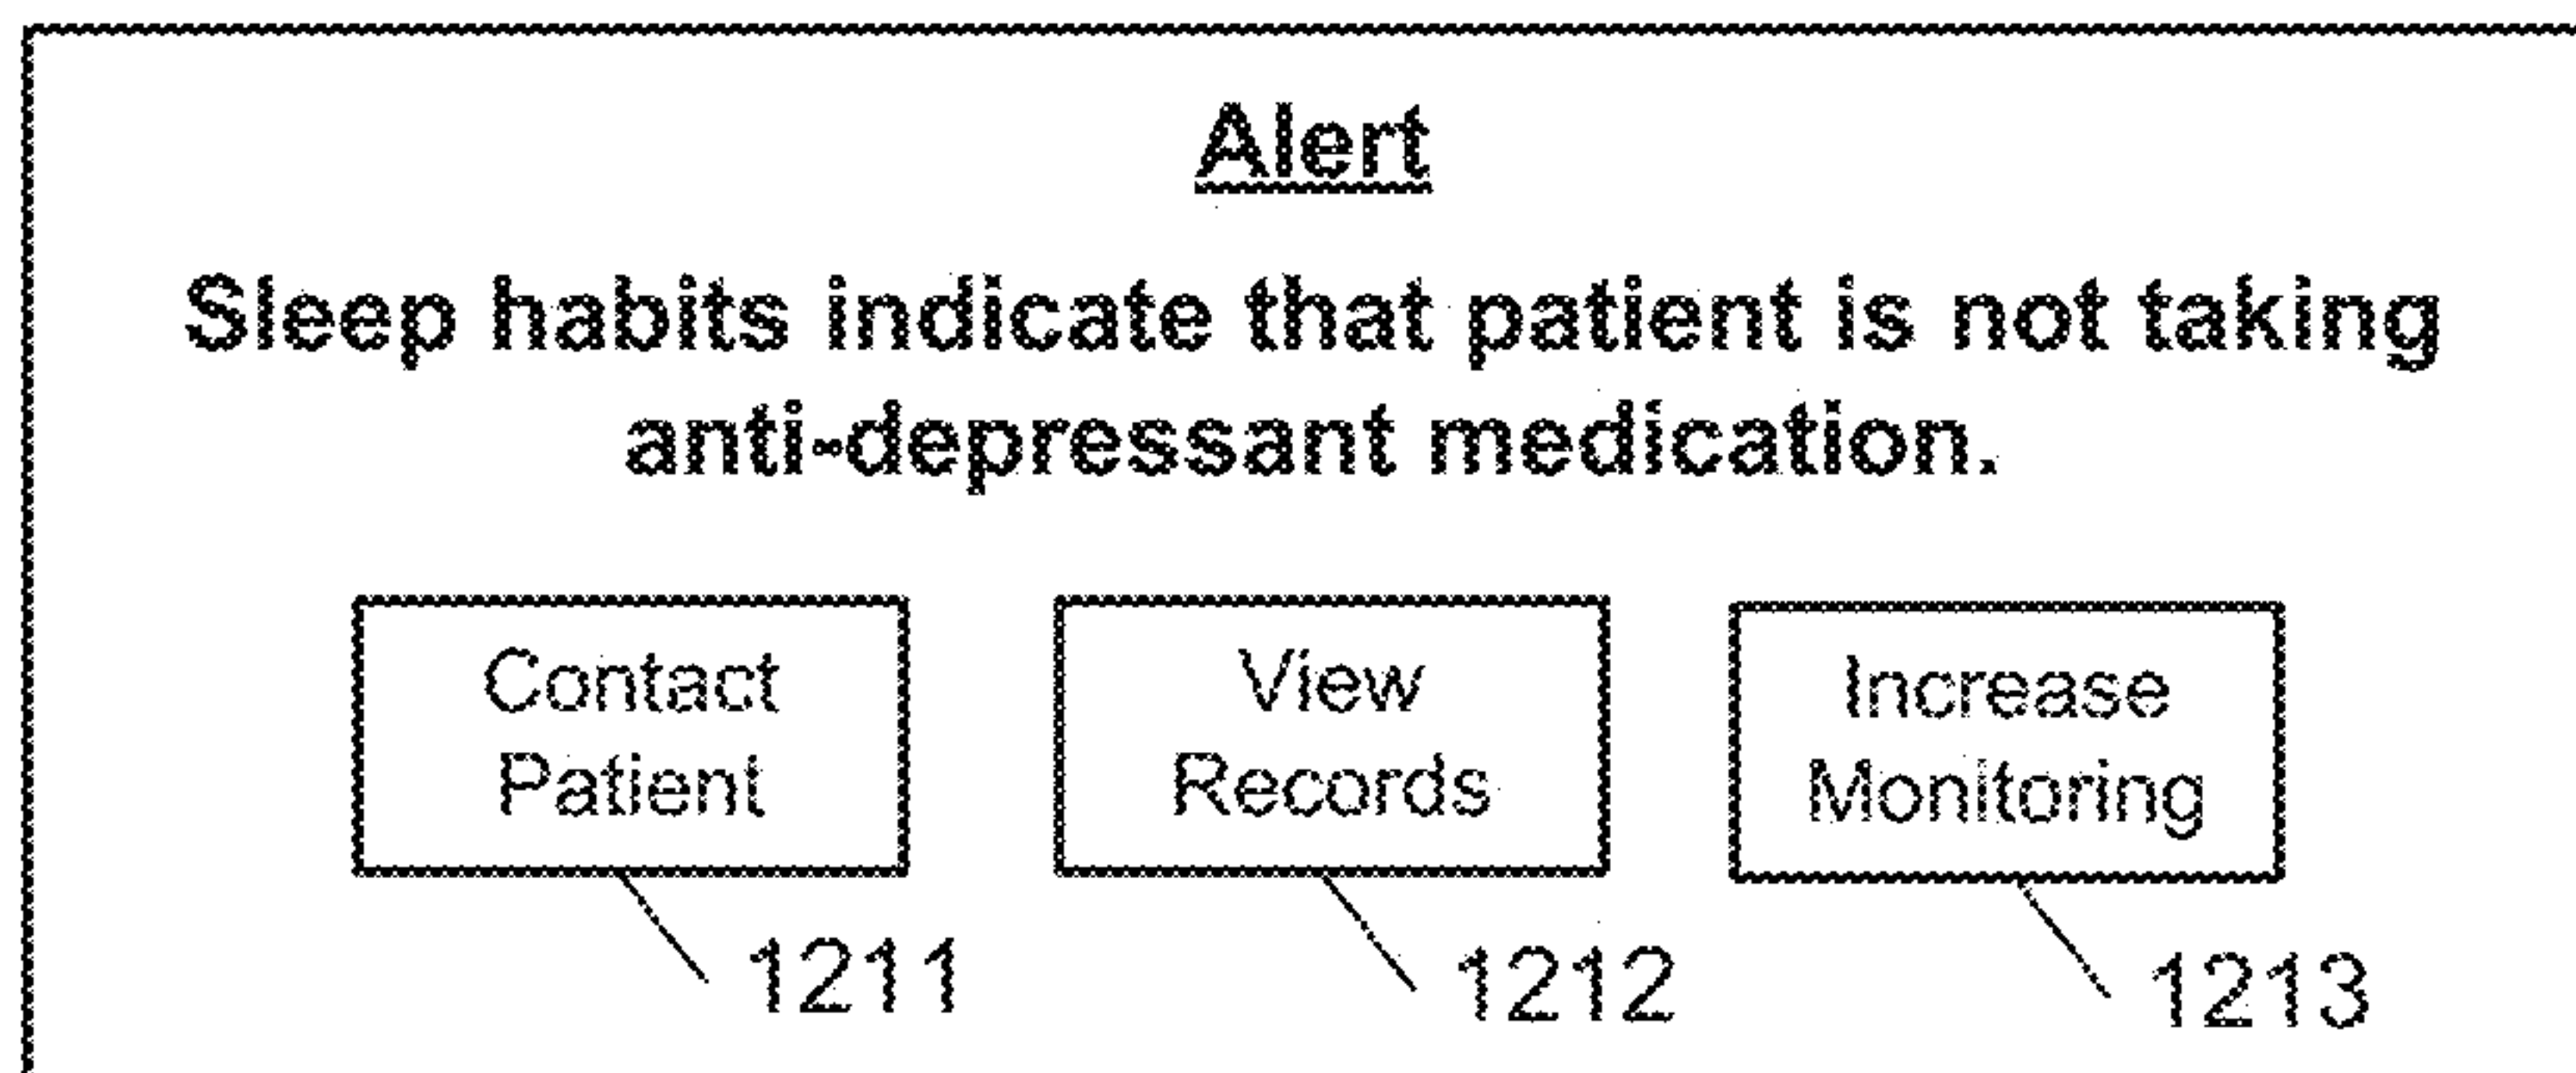 Alert
Sleep habits indicate that patient is not taking
anti-depressant medication.
Contact
Patient
View
Records
Increase
Monitoring
1211
1212
1213